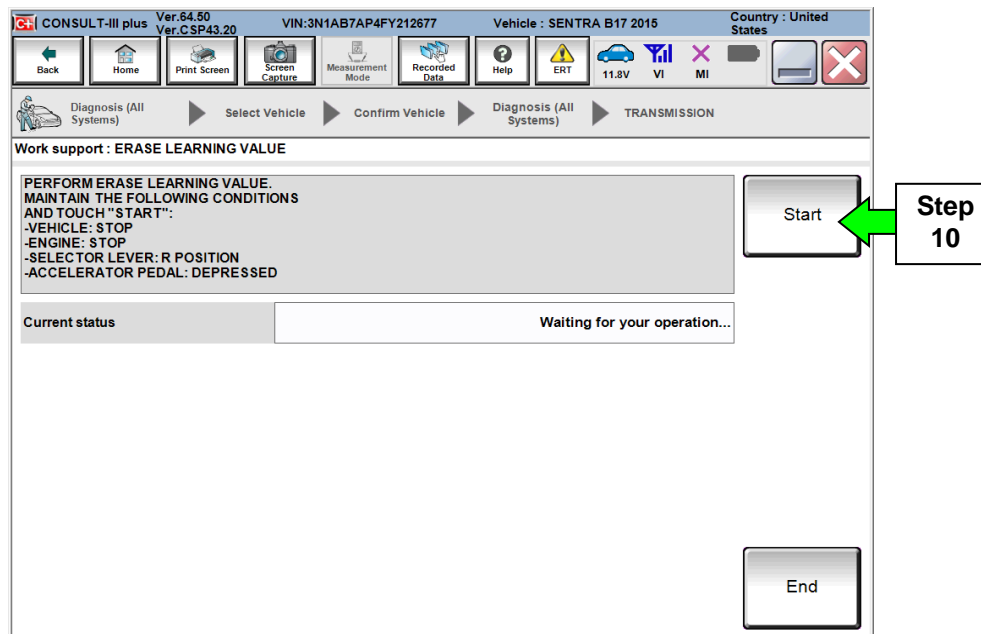 C+ CONSULT-III plus Ver.64.50 VIN:3N1AB7AP4FY212677 Vehicle : SENTRA B17 2015 Country : United
Ver.CSP43.20 States
Back Home Print Screen Screen Capture Measurement Mode Recorded Data Help ERT 11.8V VI MI
Diagnosis (All Systems) Select Vehicle Confirm Vehicle Diagnosis (All Systems) TRANSMISSION
Work support : ERASE LEARNING VALUE
PERFORM ERASE LEARNING VALUE.
MAINTAIN THE FOLLOWING CONDITIONS
AND TOUCH "START":
-VEHICLE: STOP
-ENGINE: STOP
-SELECTOR LEVER: R POSITION
-ACCELERATOR PEDAL: DEPRESSED
Start
Step
10
Current status Waiting for your operation...
End